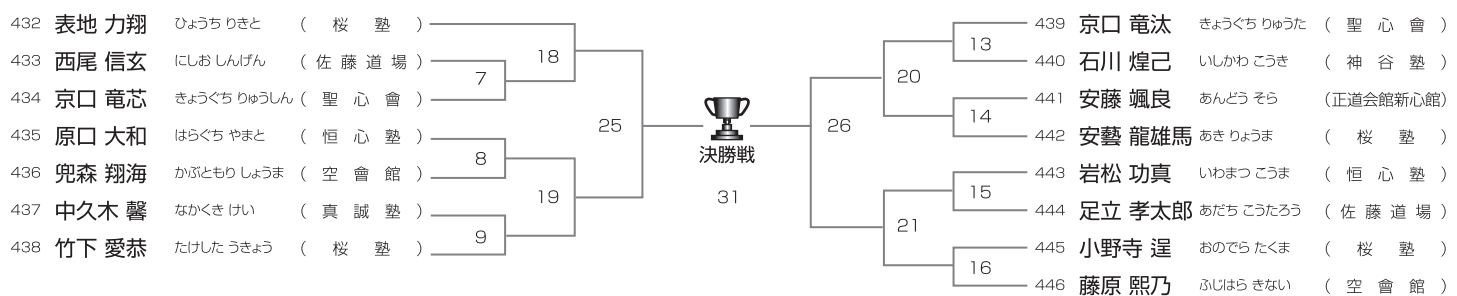 432 表地 力翔 ひょうち りきと (桜塾)
433 西尾 信玄 にしお しんげん (佐藤道場)
434 京口 竜芯 きょうぐち りゅうしん (聖心會)
435 原口 大和 はらぐち やまと (恒心塾)
436 兜森 翔海 かぶともり しょうま (空會館)
437 中久木 馨 なかくき けい (真誠塾)
438 竹下 愛恭 たけした うきょう (桜塾)
18
7
8
19
9
25
決勝戦
31
26
20
13
14
21
15
16
439 京口 竜汰 きょうぐち りゅうた (聖心會)
440 石川 煌己 いしかわ こうき (神谷塾)
441 安藤 颯良 あんどう そら (正道会館新心館)
442 安藝 龍雄馬 あき りょうま (桜塾)
443 岩松 功真 いわまつ こうま (恒心塾)
444 足立 孝太郎 あだち こうたろう (佐藤道場)
445 小野寺 逞 おのでら たくま (桜塾)
446 藤原 熙乃 ふじはら きない (空會館)